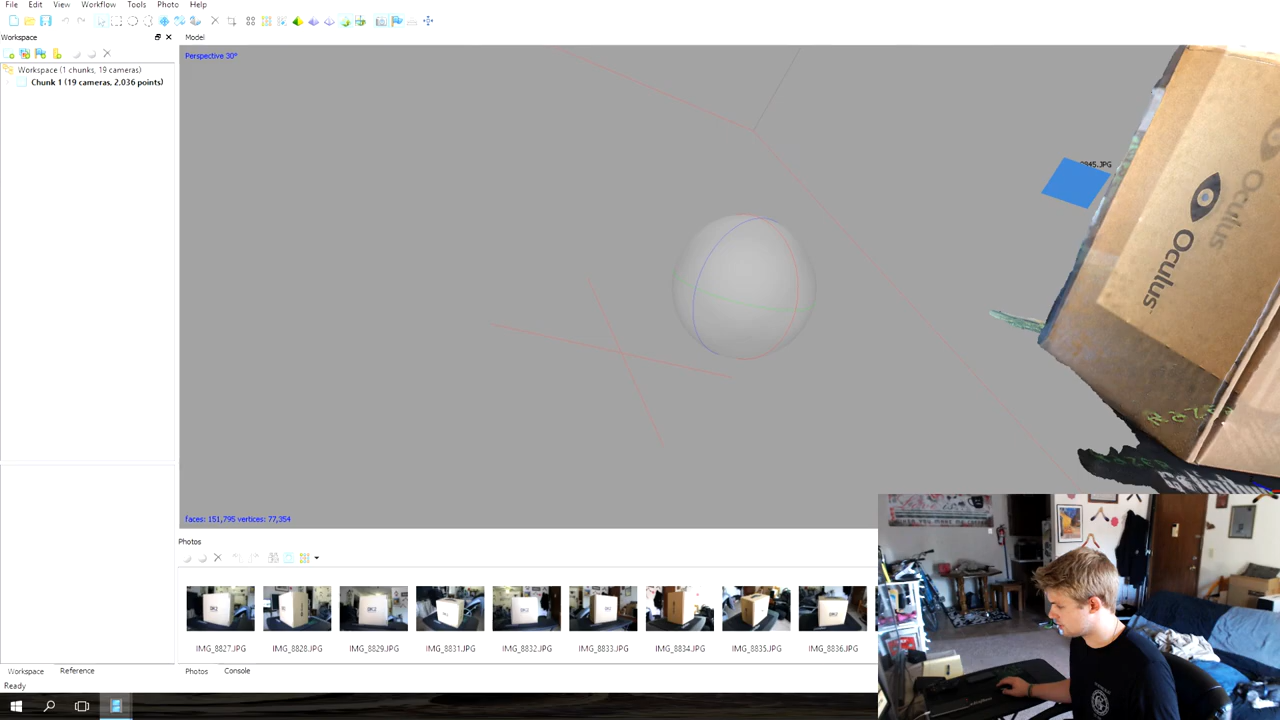 File Edit View Workflow Tools Photo Help
Workspace
Model
Workspace (1 chunks, 19 cameras)
Chunk 1 (19 cameras, 2,036 points)
Perspective 30°
8845.JPG
Oculus
Oculus
faces: 151,795 vertices: 77,354
Photos
IMG_8827.JPG IMG_8828.JPG IMG_8829.JPG IMG_8831.JPG IMG_8832.JPG IMG_8833.JPG IMG_8834.JPG IMG_8835.JPG IMG_8836.JPG
Workspace Reference
Photos Console
Ready